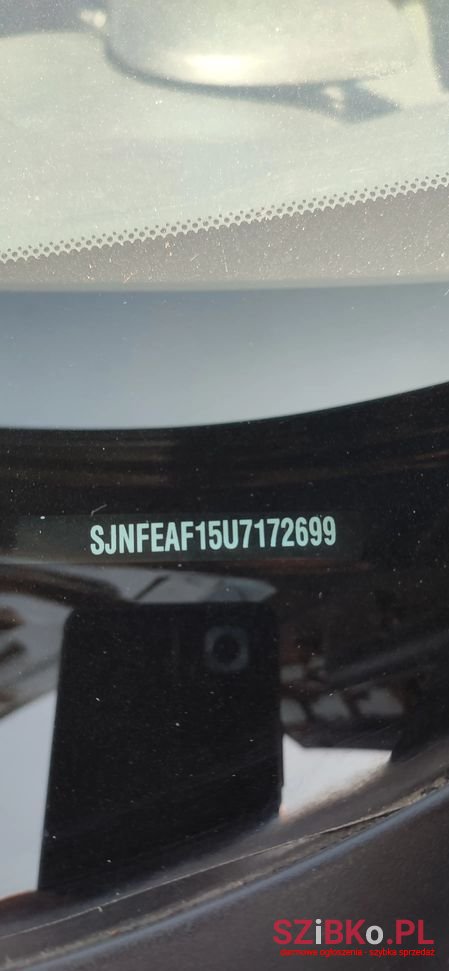 SJNFEAF15U7172699
SZiBKo.PL
darmowe ogłoszenia - szybka sprzedaż